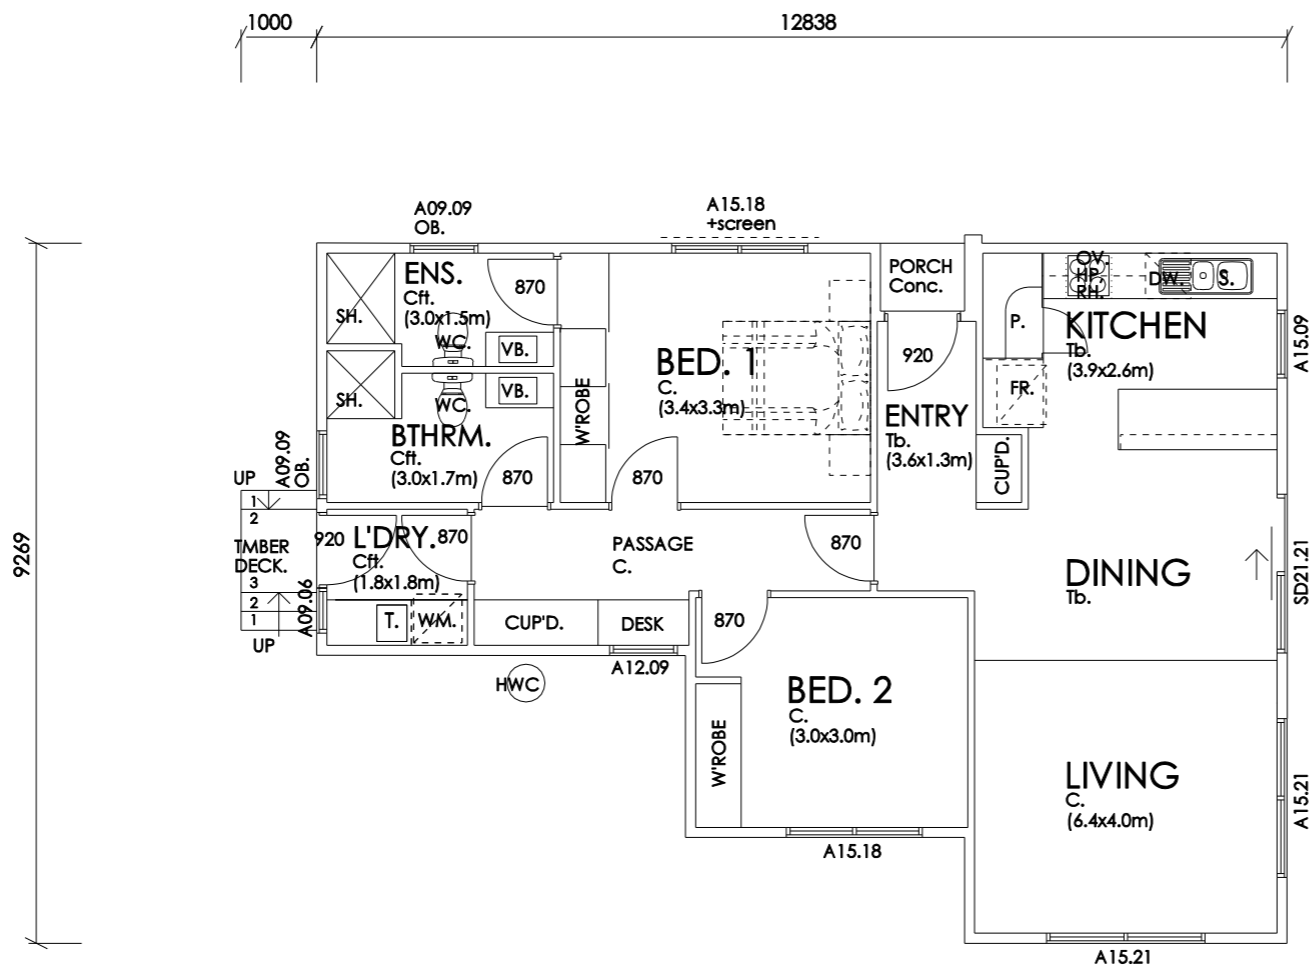 1000
12838
9269
A09.09
OB.
A15.18
+screen
ENS.
Cft.
(3.0x1.5m)
870
SH.
WC.
VB.
SH.
WC.
VB.
BTHRM.
Cft.
(3.0x1.7m)
870
W'ROBE
BED. 1
C.
(3.4x3.3m)
870
PORCH
Conc.
920
ENTRY
Tb.
(3.6x1.3m)
CUP'D.
OV.
HP.
RH.
DW.
S.
P.
KITCHEN
Tb.
(3.9x2.6m)
FR.
A15.09
A09.09
OB.
UP
1
2
TMBER
DECK.
3
2
1
UP
A09.06
920
L'DRY.
Cft.
(1.8x1.8m)
870
T.
WM.
PASSAGE
C.
870
CUP'D.
DESK
870
HWC
A12.09
DINING
Tb.
SD21.21
BED. 2
C.
(3.0x3.0m)
W'ROBE
A15.18
LIVING
C.
(6.4x4.0m)
A15.21
A15.21